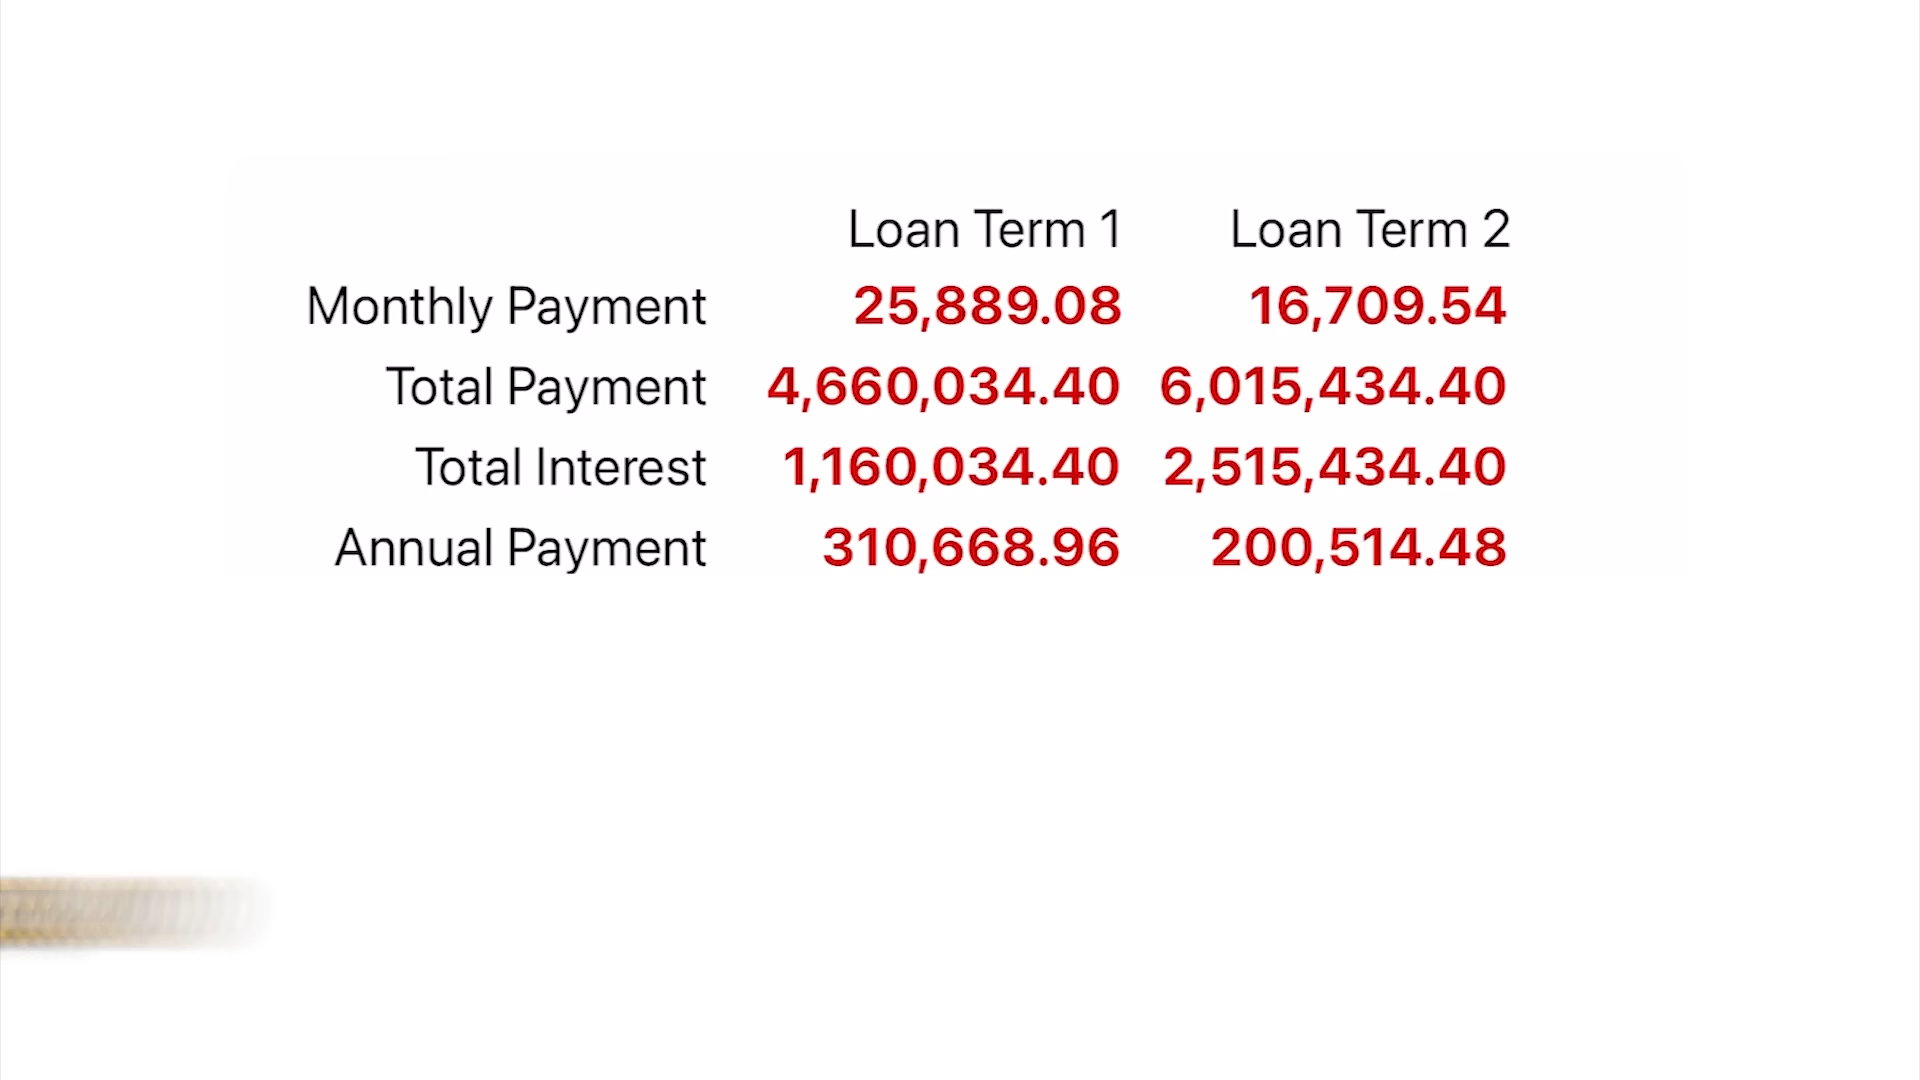 Loan Term 1 Loan Term 2
Monthly Payment 25,889.08 16,709.54
Total Payment 4,660,034.40 6,015,434.40
Total Interest 1,160,034.40 2,515,434.40
Annual Payment 310,668.96 200,514.48